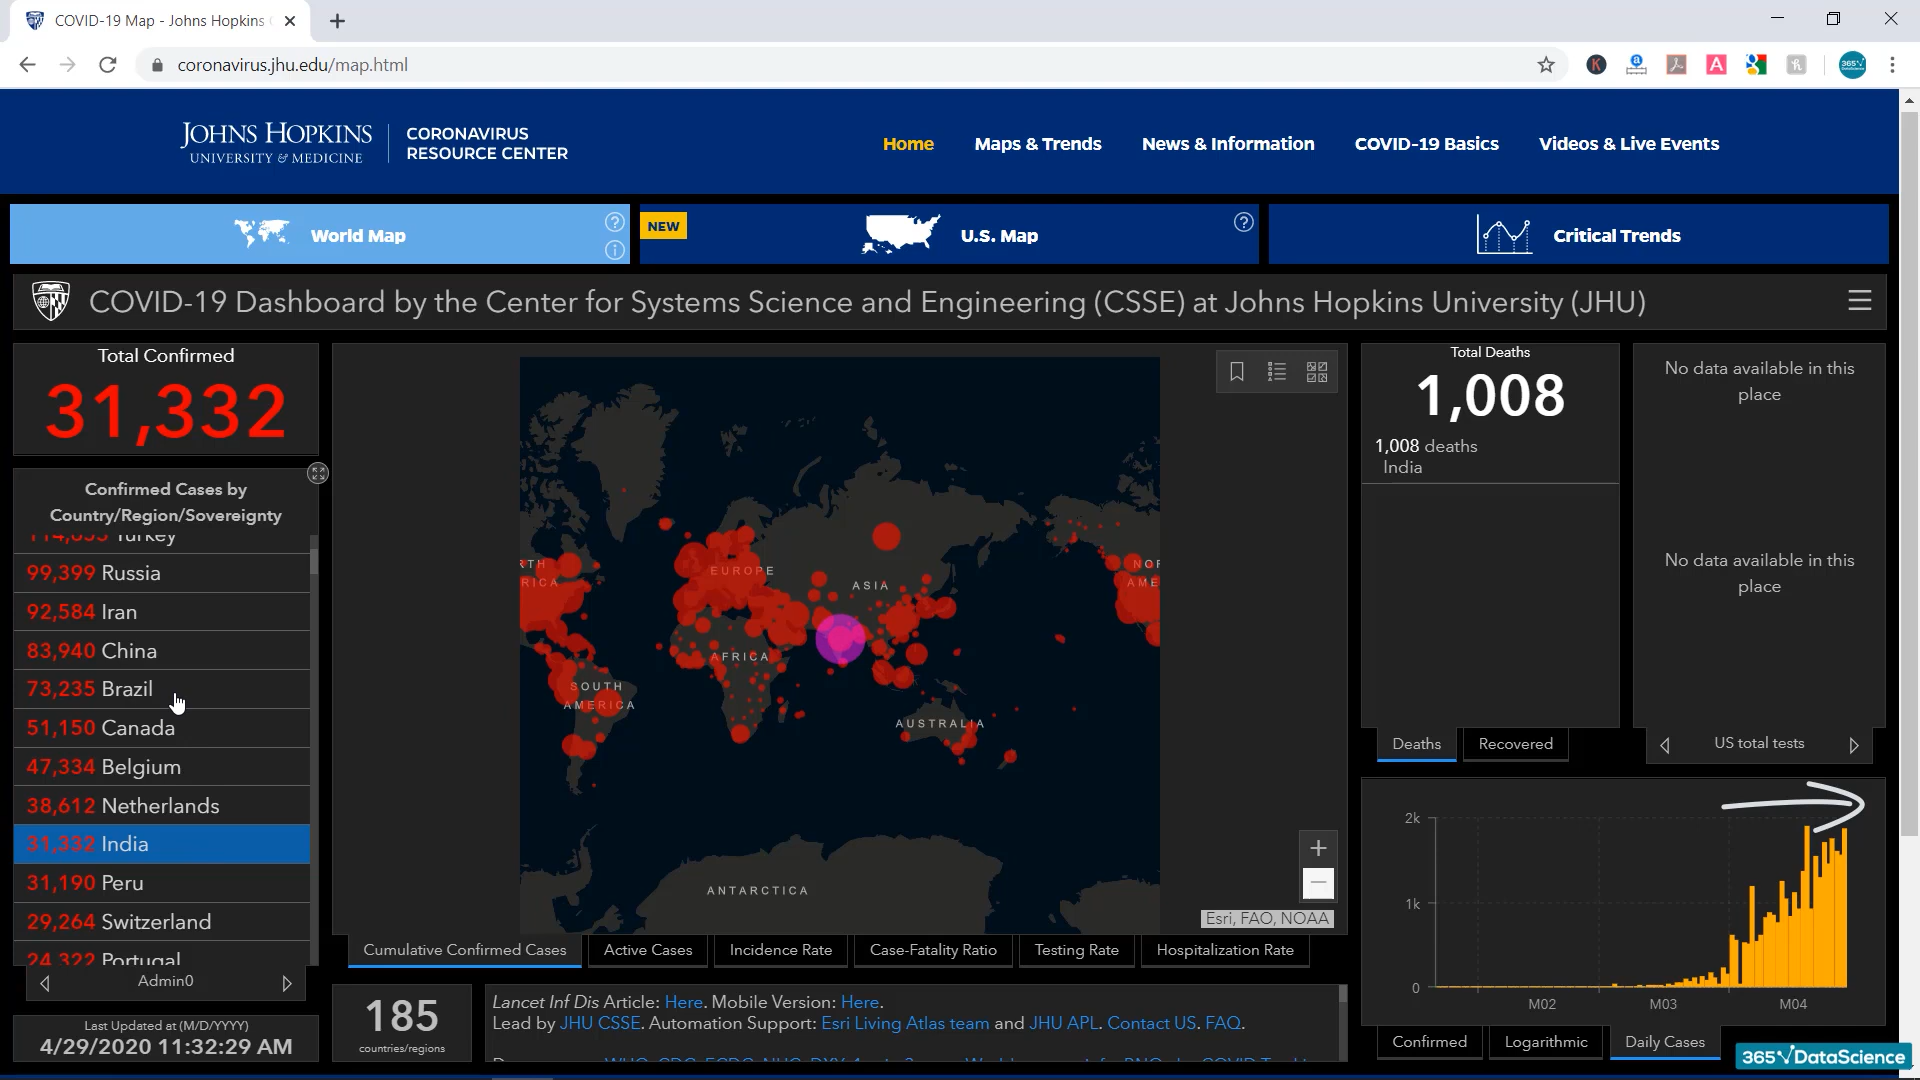 COVID-19 Map - Johns Hopkins
coronavirus.jhu.edu/map.html
JOHNS HOPKINS
UNIVERSITY & MEDICINE
CORONAVIRUS
RESOURCE CENTER
Home
Maps & Trends
News & Information
COVID-19 Basics
Videos & Live Events
World Map
NEW
U.S. Map
Critical Trends
COVID-19 Dashboard by the Center for Systems Science and Engineering (CSSE) at Johns Hopkins University (JHU)
Total Confirmed
31,332
Confirmed Cases by
Country/Region/Sovereignty
Turkey
99,399 Russia
92,584 Iran
83,940 China
73,235 Brazil
51,150 Canada
47,334 Belgium
38,612 Netherlands
31,332 India
31,190 Peru
29,264 Switzerland
24,322 Portugal
Admin0
Last Updated at (M/D/YYYY)
4/29/2020 11:32:29 AM
EUROPE
ASIA
AFRICA
SOUTH
AMERICA
AUSTRALIA
ANTARCTICA
RTH
RICA
NOR
AME
+
Esri, FAO, NOAA
Cumulative Confirmed Cases
Active Cases
Incidence Rate
Case-Fatality Ratio
Testing Rate
Hospitalization Rate
185
countries/regions
Lancet Inf Dis Article: Here. Mobile Version: Here.
Lead by JHU CSSE. Automation Support: Esri Living Atlas team and JHU APL. Contact US. FAQ.
Total Deaths
1,008
1,008 deaths
India
Deaths
Recovered
No data available in this
place
No data available in this
place
US total tests
2k
1k
0
M02
M03
M04
Confirmed
Logarithmic
Daily Cases
365 DataScience